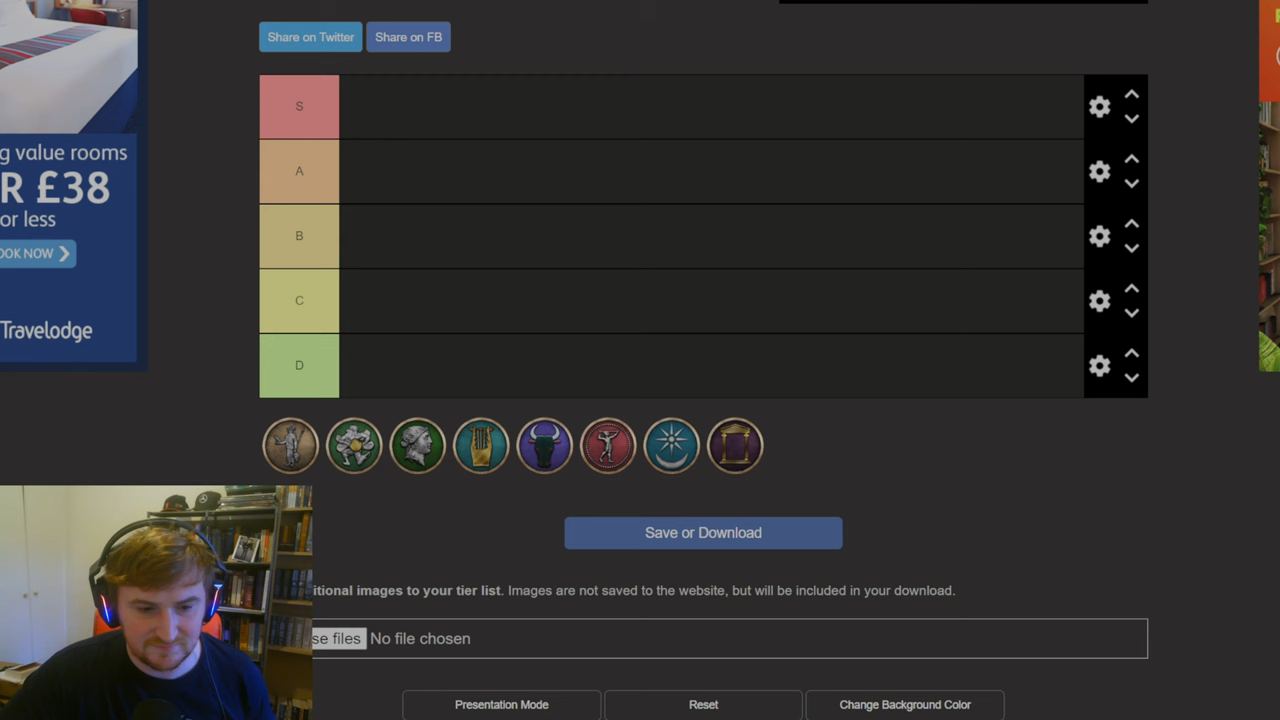 Share on Twitter
Share on FB
S
A
B
C
D
g value rooms
R £38
or less
OOK NOW
Travelodge
Save or Download
itional images to your tier list. Images are not saved to the website, but will be included in your download.
se files No file chosen
Presentation Mode
Reset
Change Background Color